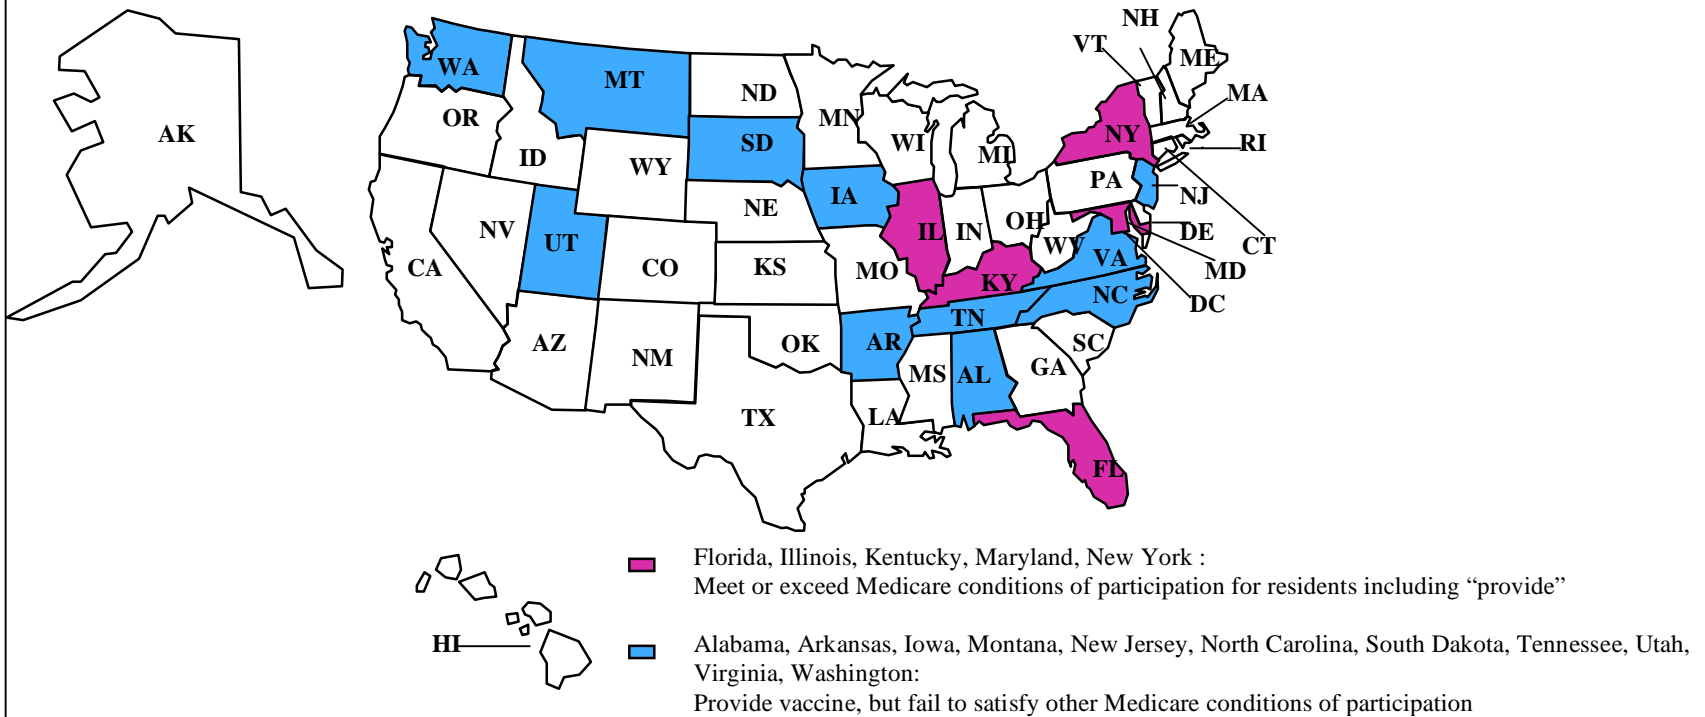 NH
VT
ME
WA
MT
ND
MN
MA
AK
OR
ID
SD
WI
MI
NY
RI
WY
IA
PA
NJ
NE
NV
UT
IL
IN
OH
WV
DE
CT
CA
CO
KS
MO
KY
VA
MD
NC
DC
AZ
NM
OK
AR
TN
SC
MS
AL
GA
TX
LA
FL
HI
Florida, Illinois, Kentucky, Maryland, New York :
Meet or exceed Medicare conditions of participation for residents including “provide”
Alabama, Arkansas, Iowa, Montana, New Jersey, North Carolina, South Dakota, Tennessee, Utah,
Virginia, Washington:
Provide vaccine, but fail to satisfy other Medicare conditions of participation